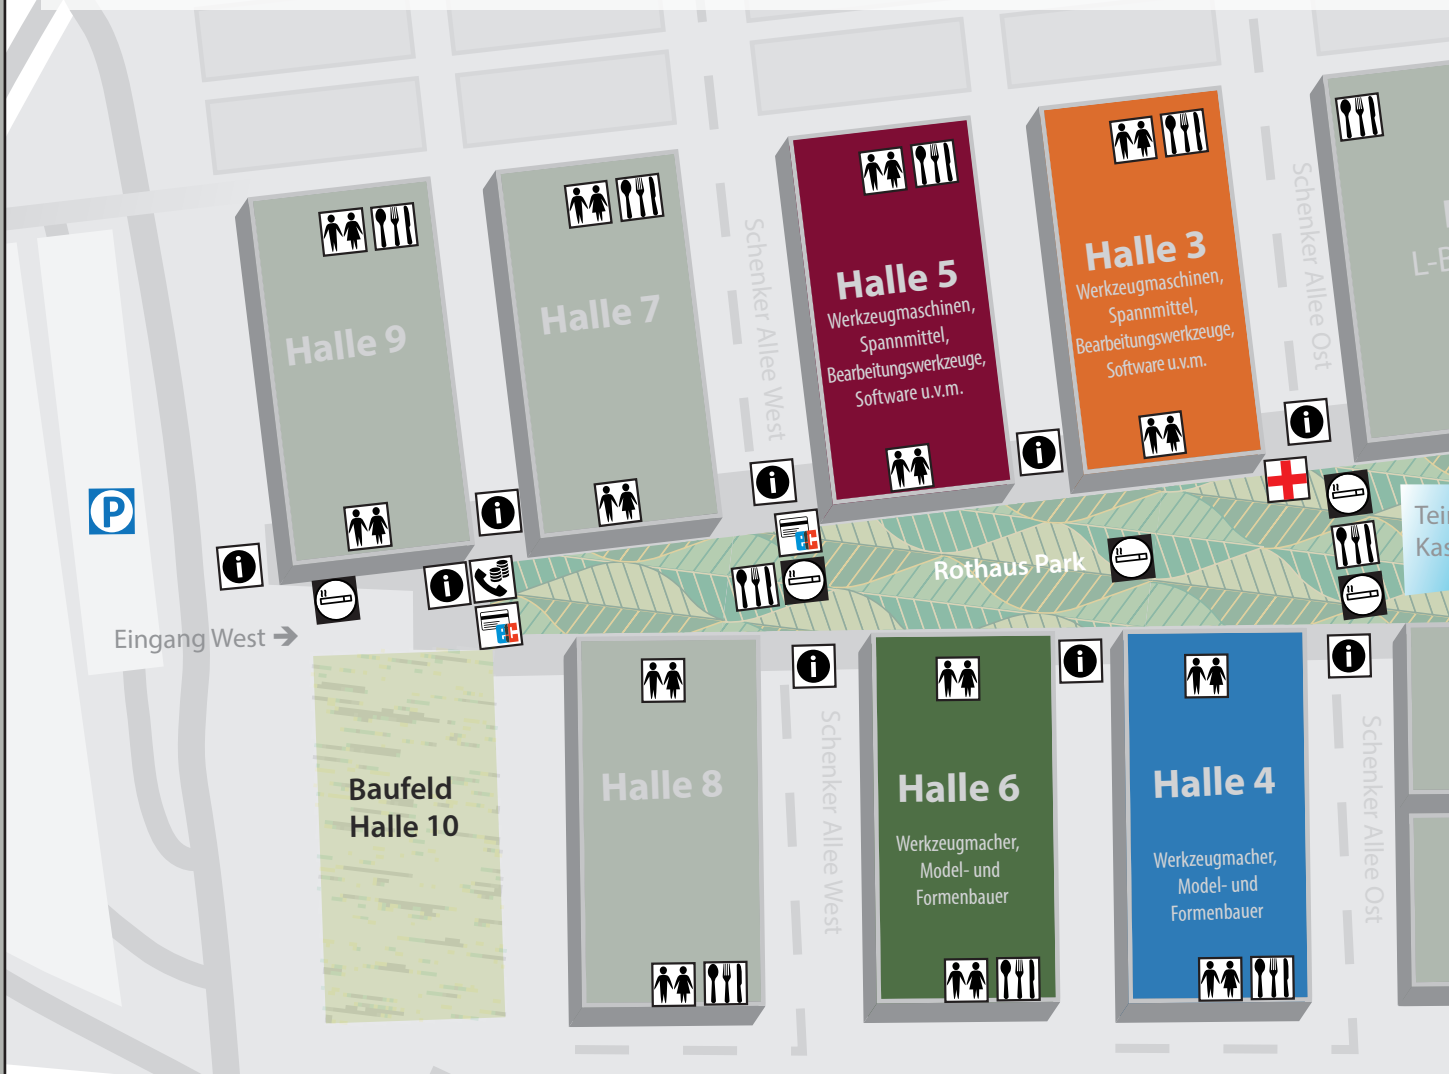 Halle 9
Halle 7
Schenker Allee West
Halle 5
Werkzeugmaschinen,
Spannmittel,
Bearbeitungswerkzeuge,
Software u.v.m.
Halle 3
Werkzeugmaschinen,
Spannmittel,
Bearbeitungswerkzeuge,
Software u.v.m.
Schenker Allee Ost
P
i
i
i
i
i
i
ec
ec
Rothaus Park
Eingang West
Baufeld
Halle 10
Halle 8
i
Schenker Allee West
Halle 6
Werkzeugmacher,
Model- und
Formenbauer
i
Halle 4
Werkzeugmacher,
Model- und
Formenbauer
i
Schenker Allee Ost